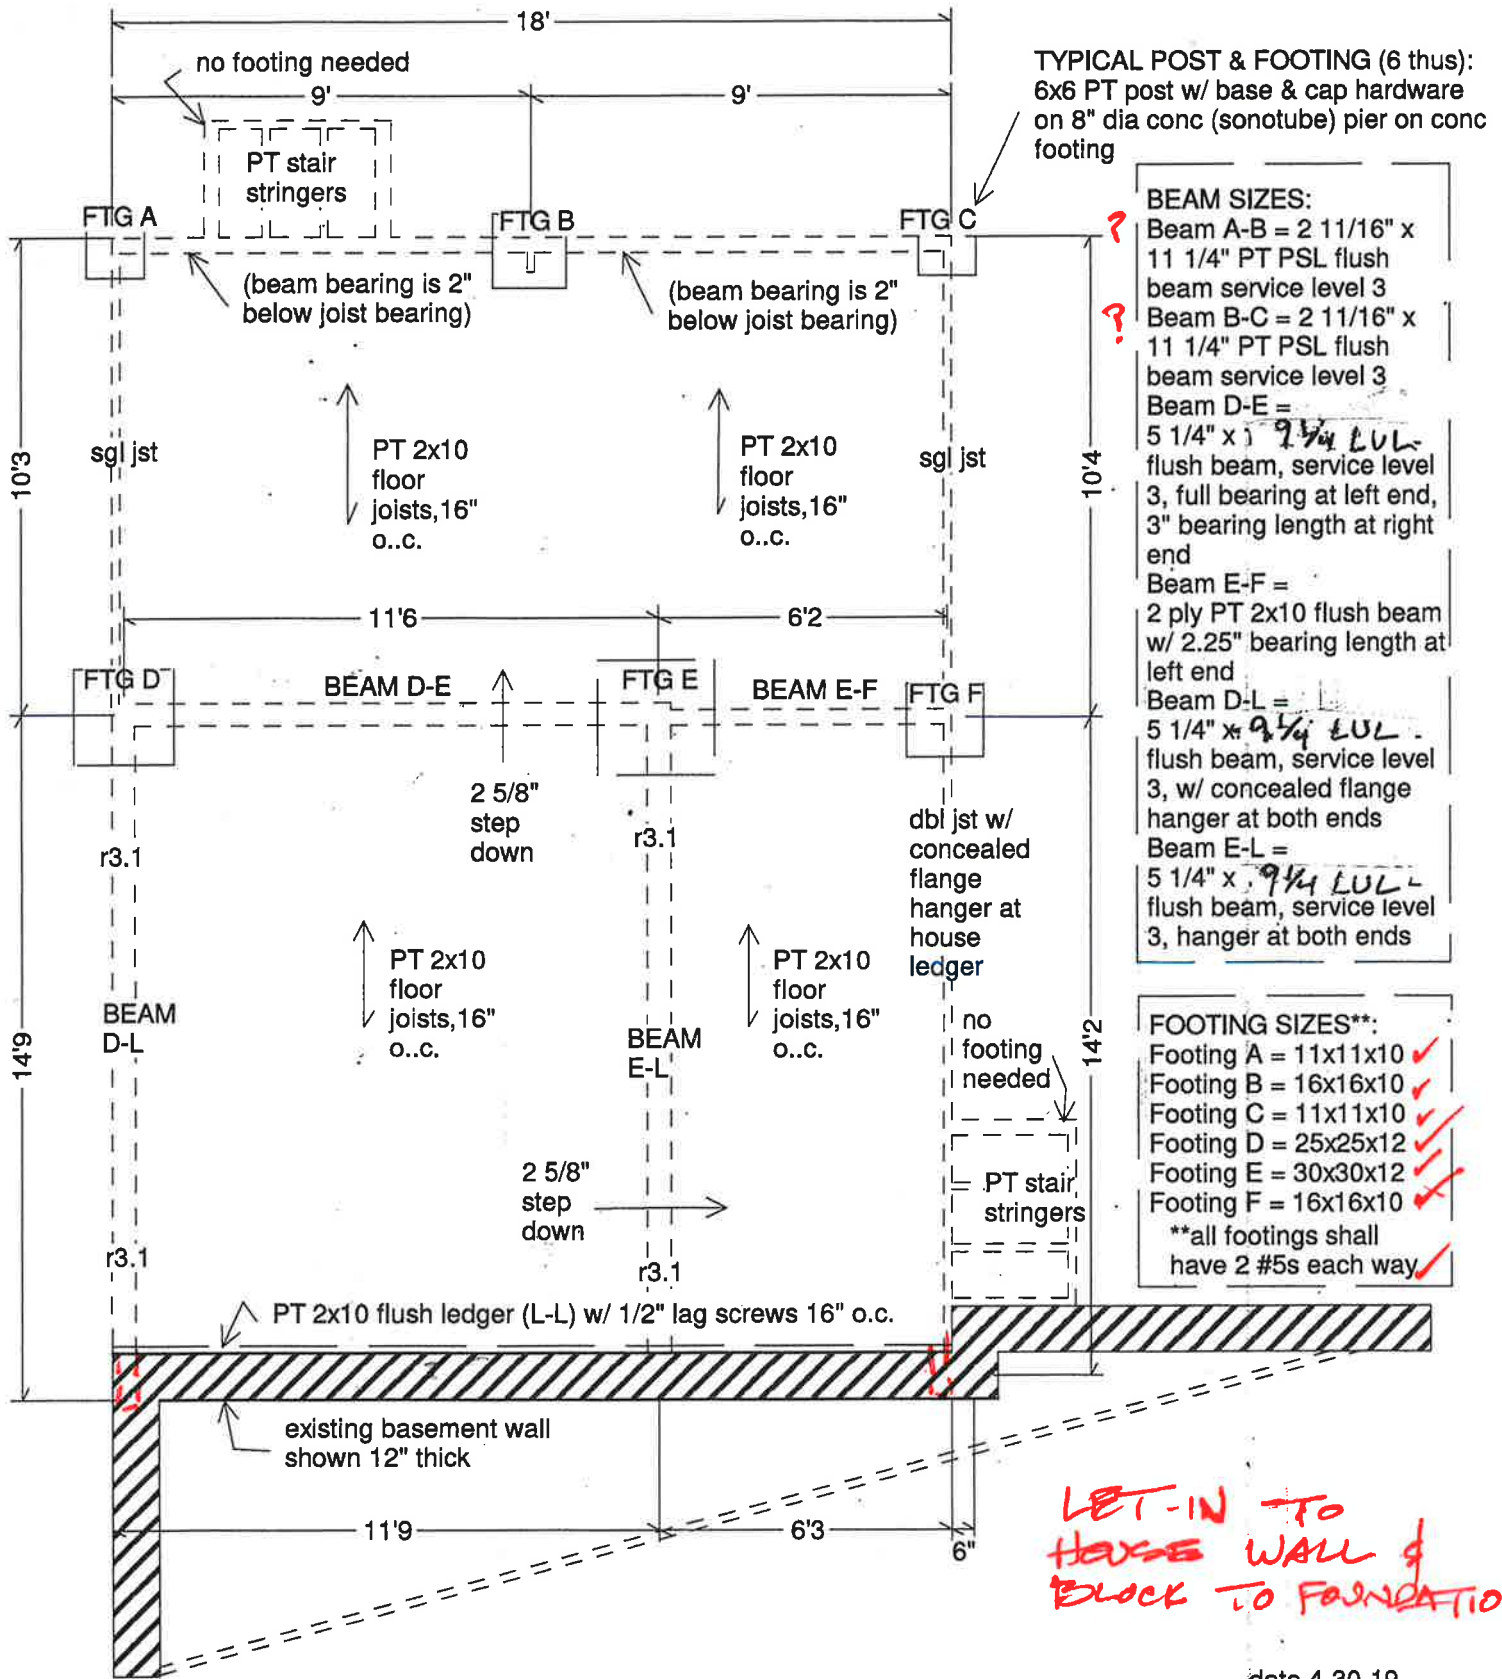 18'
no footing needed
9'
9'
TYPICAL POST & FOOTING (6 thus):
6x6 PT post w/ base & cap hardware
on 8" dia conc (sonotube) pier on conc
footing
PT stair
stringers
FTG A
FTG B
FTG C
(beam bearing is 2"
below joist bearing)
(beam bearing is 2"
below joist bearing)
BEAM SIZES:
? Beam A-B = 2 11/16" x
11 1/4" PT PSL flush
beam service level 3
? Beam B-C = 2 11/16" x
11 1/4" PT PSL flush
beam service level 3
Beam D-E =
5 1/4" x 9 1/4 LUL
flush beam, service level
3, full bearing at left end,
3" bearing length at right
end
Beam E-F =
2 ply PT 2x10 flush beam
w/ 2.25" bearing length at
left end
Beam D-L =
5 1/4" x 9 1/4 LUL
flush beam, service level
3, w/ concealed flange
hanger at both ends
Beam E-L =
5 1/4" x 9 1/4 LUL
flush beam, service level
3, hanger at both ends
10'3
sgl jst
PT 2x10
floor
joists,16"
o..c.
PT 2x10
floor
joists,16"
o..c.
sgl jst
10'4
11'6
6'2
FTG D
BEAM D-E
FTG E
BEAM E-F
FTG F
2 5/8"
step
down
r3.1
r3.1
dbl jst w/
concealed
flange
hanger at
house
ledger
PT 2x10
floor
joists,16"
o..c.
PT 2x10
floor
joists,16"
o..c.
BEAM
D-L
BEAM
E-L
14'9
14'2
no
footing
needed
FOOTING SIZES**:
Footing A = 11x11x10
Footing B = 16x16x10
Footing C = 11x11x10
Footing D = 25x25x12
Footing E = 30x30x12
Footing F = 16x16x10
**all footings shall
have 2 #5s each way
2 5/8"
step
down
PT stair
stringers
r3.1
r3.1
PT 2x10 flush ledger (L-L) w/ 1/2" lag screws 16" o.c.
existing basement wall
shown 12" thick
11'9
6'3
6"
LET-IN TO
HOUSE WALL &
BLOCK TO FOUNDATIO
date 4-30-19